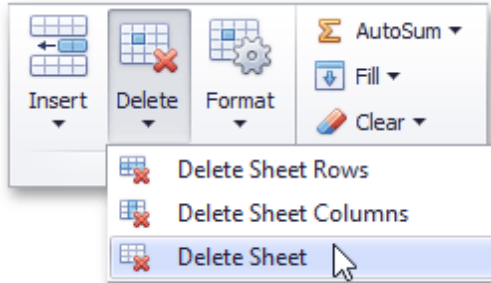 Insert
Delete
Format
AutoSum
Fill
Clear
Delete Sheet Rows
Delete Sheet Columns
Delete Sheet